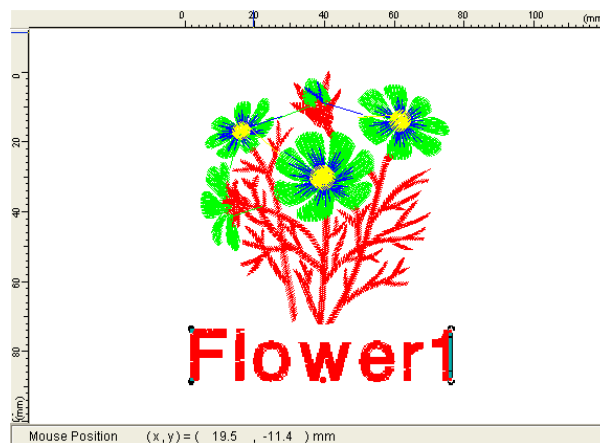 0 20 40 60 80 100 (mm
0
20
40
60
80
(mm)
Flower1
Mouse Position (x,y) = ( 19.5 , -11.4 ) mm